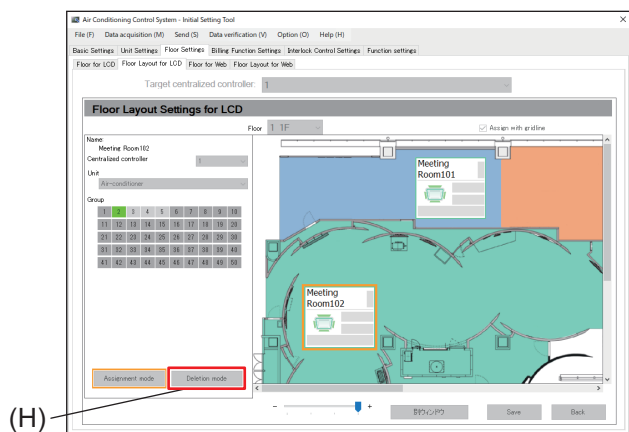 Air Conditioning Control System - Initial Setting Tool
File (F) Data acquisition (M) Send (S) Data verification (V) Option (O) Help (H)
Basic Settings Unit Settings Floor Settings Billing Function Settings Interlock Control Settings Function settings
Floor for LCD Floor Layout for LCD Floor for Web Floor Layout for Web
Target centralized controller: 1
Floor Layout Settings for LCD
Floor 1 1F Assign with gridline
Name
Meeting Room102
Centralized controller 1
Unit
Air-conditioner
Group
1 2 3 4 5 6 7 8 9 10
11 12 13 14 15 16 17 18 19 20
21 22 23 24 25 26 27 28 29 30
31 32 33 34 35 36 37 38 39 40
41 42 43 44 45 46 47 48 49 50
Meeting
Room101
Meeting
Room102
Assignment mode Deletion mode
(H)
- + 別ウィンドウ Save Back